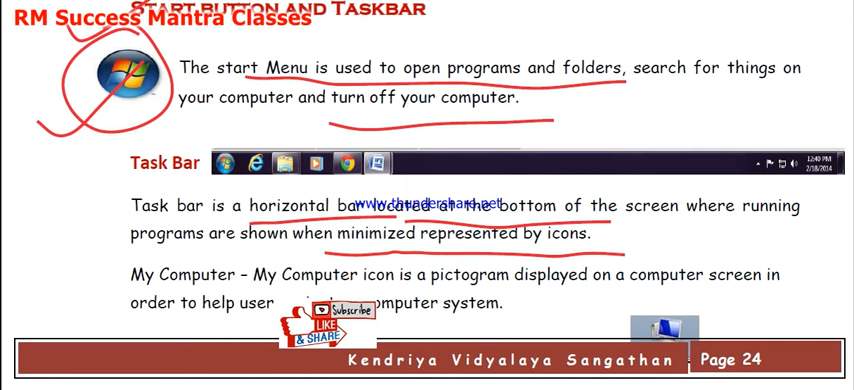 START BUTTON AND TASKBAR
RM Success Mantra Classes
The start Menu is used to open programs and folders, search for things on
your computer and turn off your computer.
Task Bar
12:40 PM
2/18/2014
Task bar is a horizontal bar located at the bottom of the screen where running
www.thundershare.net
programs are shown when minimized represented by icons.
My Computer – My Computer icon is a pictogram displayed on a computer screen in
order to help user computer system.
Subscribe
LIKE
& SHARE
Kendriya Vidyalaya Sangathan Page 24